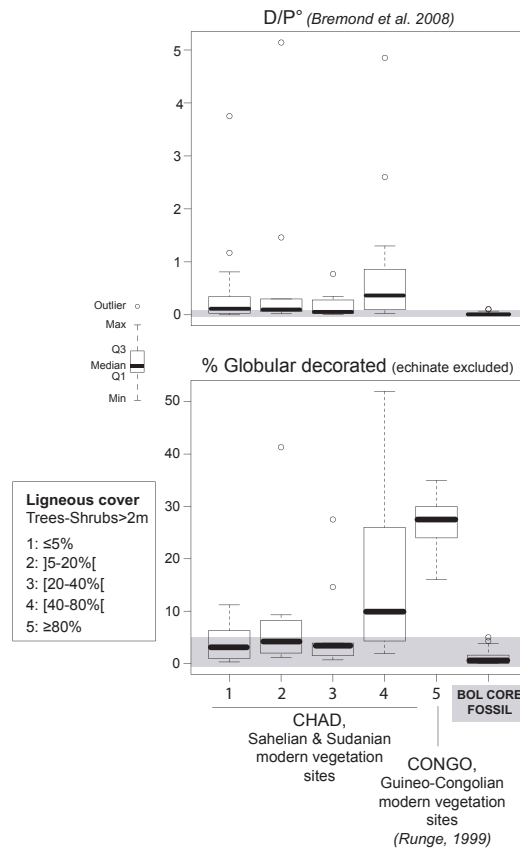 D/P° (Bremond et al. 2008)
5
4
3
2
1
0
Outlier
Max
Q3
Median
Q1
Min
% Globular decorated (echinate excluded)
50
40
30
20
10
0
Ligneous cover
Trees-Shrubs>2m
1: ≤5%
2: ]5-20%[
3: [20-40%[
4: [40-80%[
5: ≥80%
1 2 3 4 5
BOL CORE
FOSSIL
CHAD,
Sahelian & Sudanian
modern vegetation
sites
CONGO,
Guineo-Congolian
modern vegetation
sites
(Runge, 1999)